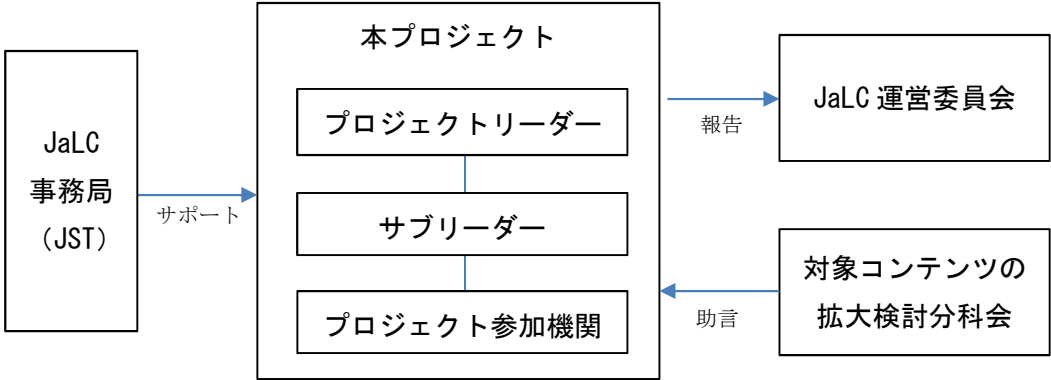 JaLC
事務局
（JST）
サポート
本プロジェクト
プロジェクトリーダー
サブリーダー
プロジェクト参加機関
報告
JaLC 運営委員会
助言
対象コンテンツの
拡大検討分科会